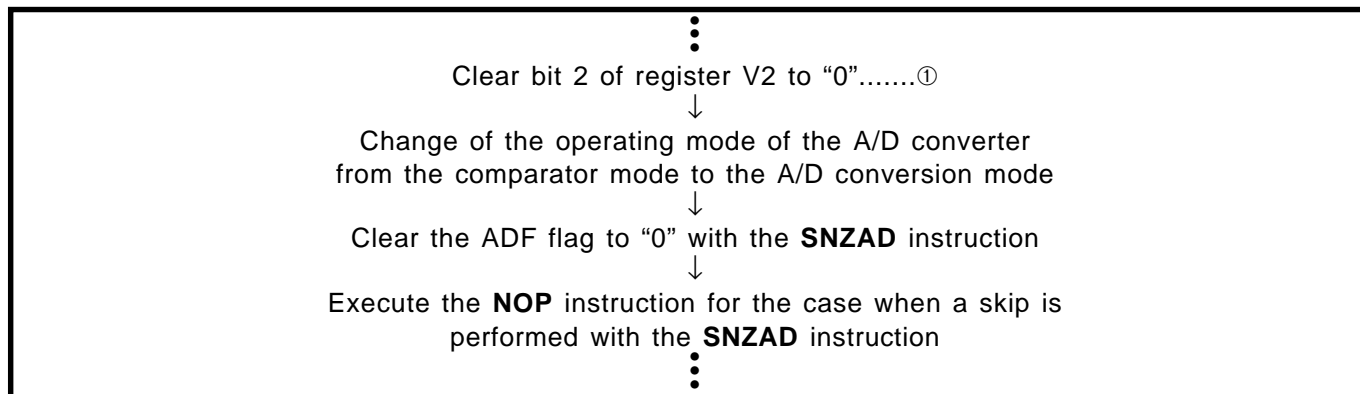 Clear bit 2 of register V2 to “0”.......①
↓
Change of the operating mode of the A/D converter
from the comparator mode to the A/D conversion mode
↓
Clear the ADF flag to “0” with the SNZAD instruction
↓
Execute the NOP instruction for the case when a skip is
performed with the SNZAD instruction